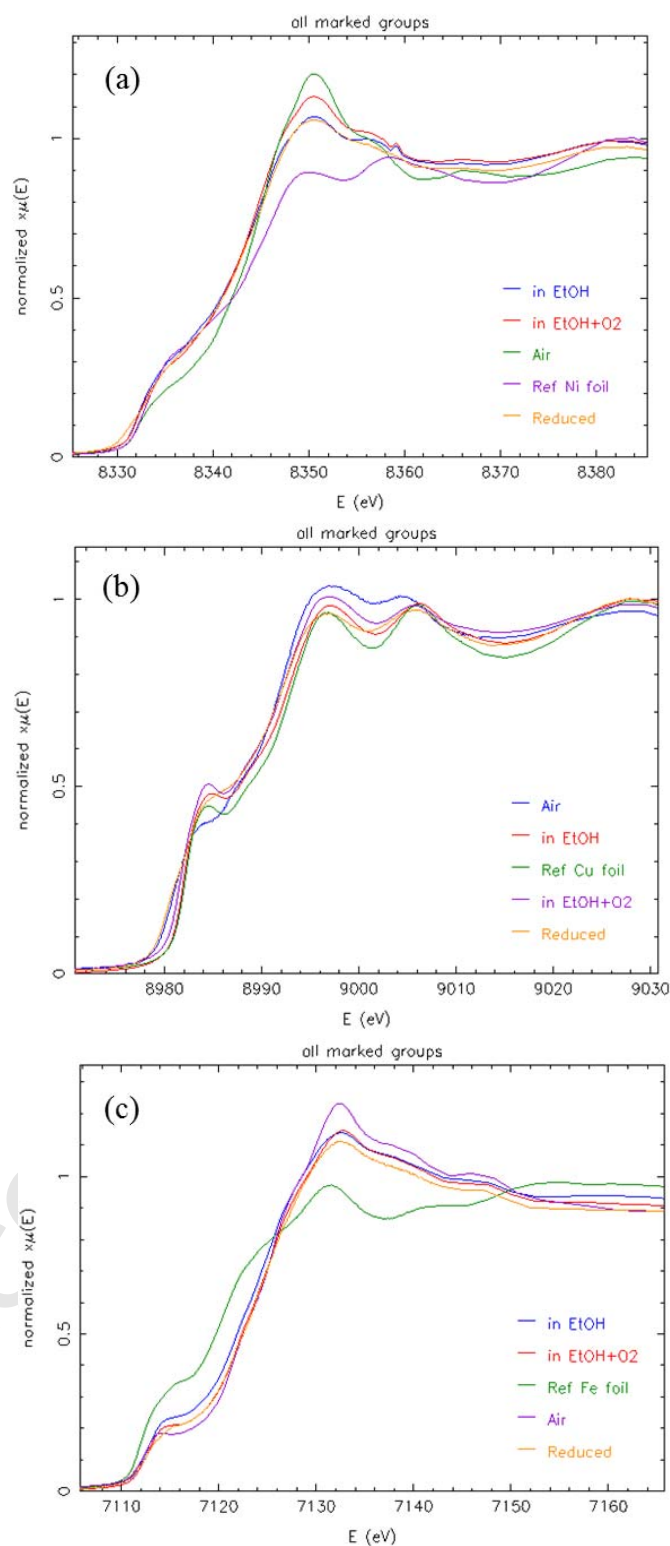 all marked groups
(a)
normalized xμ(E)
1
0.5
0
in EtOH
in EtOH+O2
Air
Ref Ni foil
Reduced
8330 8340 8350 8360 8370 8380
E (eV)
all marked groups
(b)
normalized xμ(E)
1
0.5
0
Air
in EtOH
Ref Cu foil
in EtOH+O2
Reduced
8980 8990 9000 9010 9020 9030
E (eV)
all marked groups
(c)
normalized xμ(E)
1
0.5
0
in EtOH
in EtOH+O2
Ref Fe foil
Air
Reduced
7110 7120 7130 7140 7150 7160
E (eV)